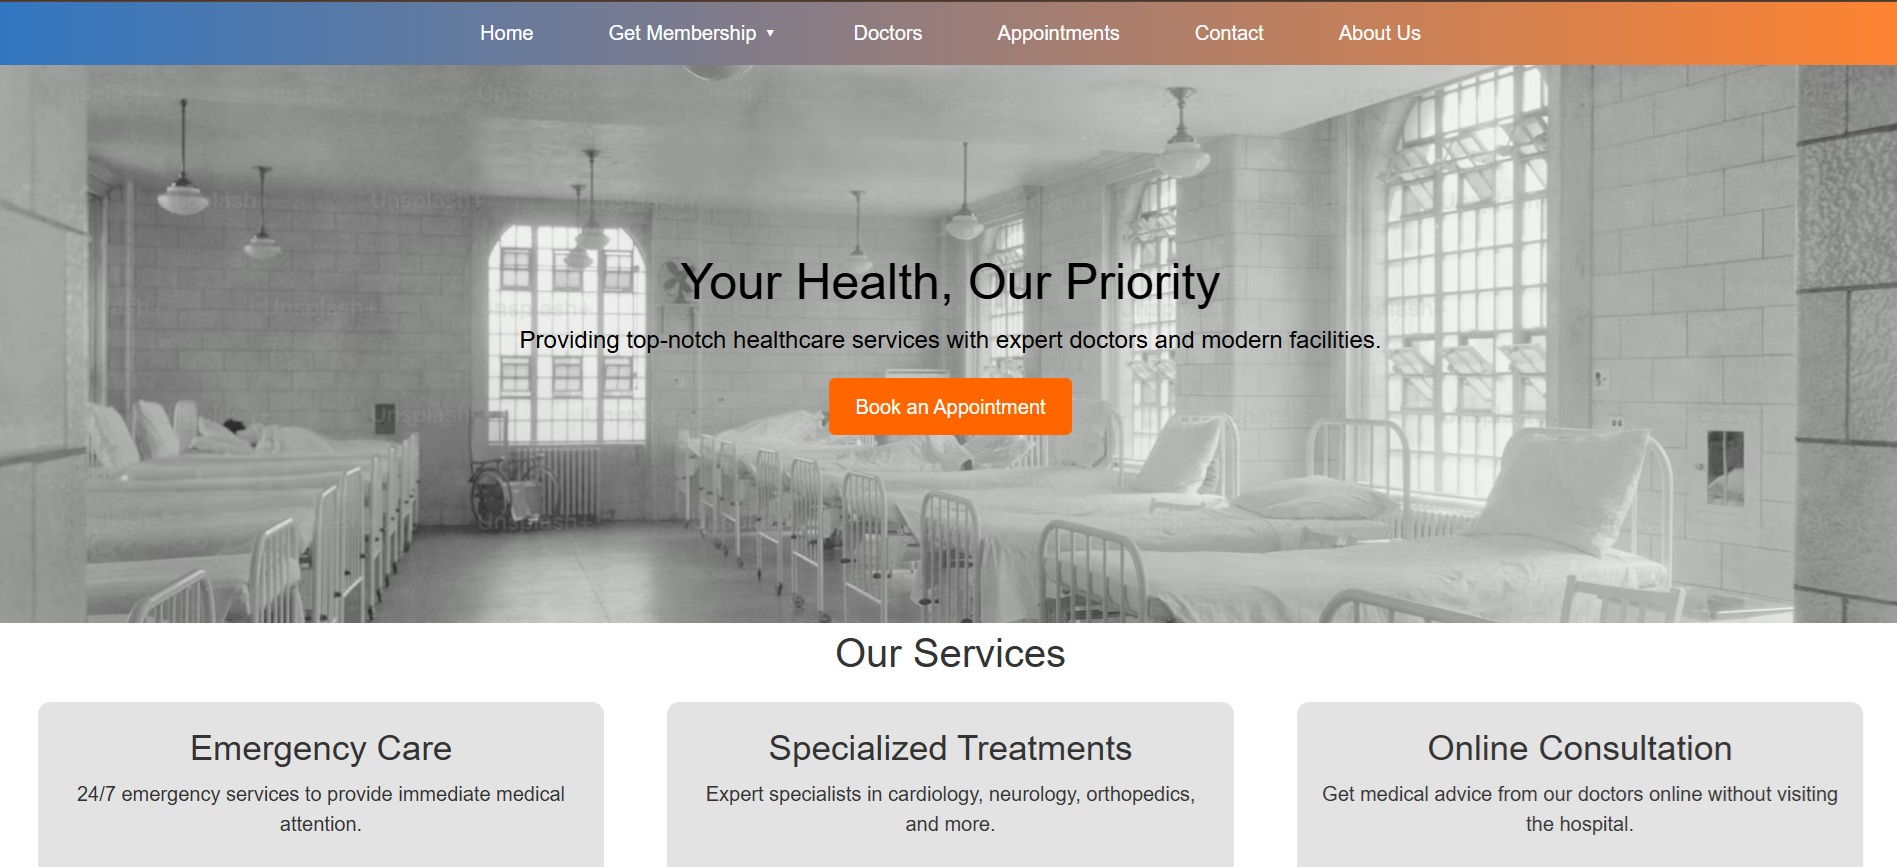 Home Get Membership ▼ Doctors Appointments Contact About Us
Your Health, Our Priority
Providing top-notch healthcare services with expert doctors and modern facilities.
Book an Appointment
Our Services
Emergency Care
24/7 emergency services to provide immediate medical
attention.
Specialized Treatments
Expert specialists in cardiology, neurology, orthopedics,
and more.
Online Consultation
Get medical advice from our doctors online without visiting
the hospital.